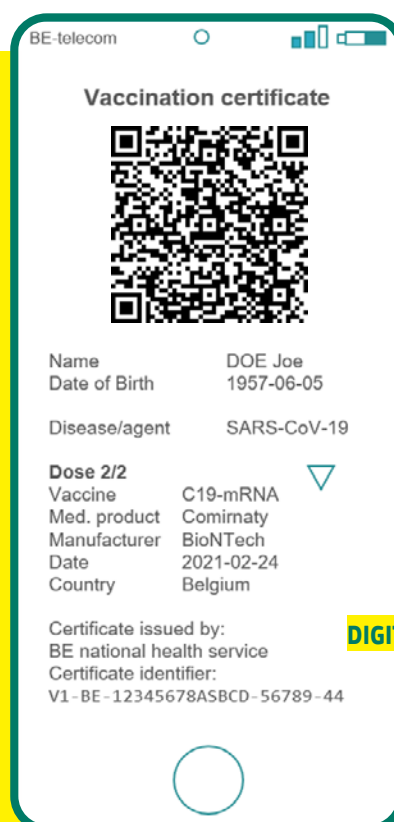 BE-telecom
Vaccination certificate
Name DOE Joe
Date of Birth 1957-06-05
Disease/agent SARS-CoV-19
Dose 2/2
Vaccine C19-mRNA
Med. product Comirnaty
Manufacturer BioNTech
Date 2021-02-24
Country Belgium
Certificate issued by:
BE national health service
DIGIT
Certificate identifier:
V1-BE-12345678ASBCD-56789-44